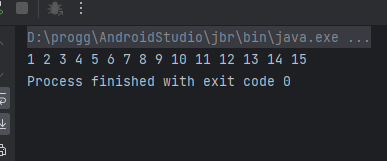 D:\progg\AndroidStudio\jbr\bin\java.exe ...
1 2 3 4 5 6 7 8 9 10 11 12 13 14 15
Process finished with exit code 0